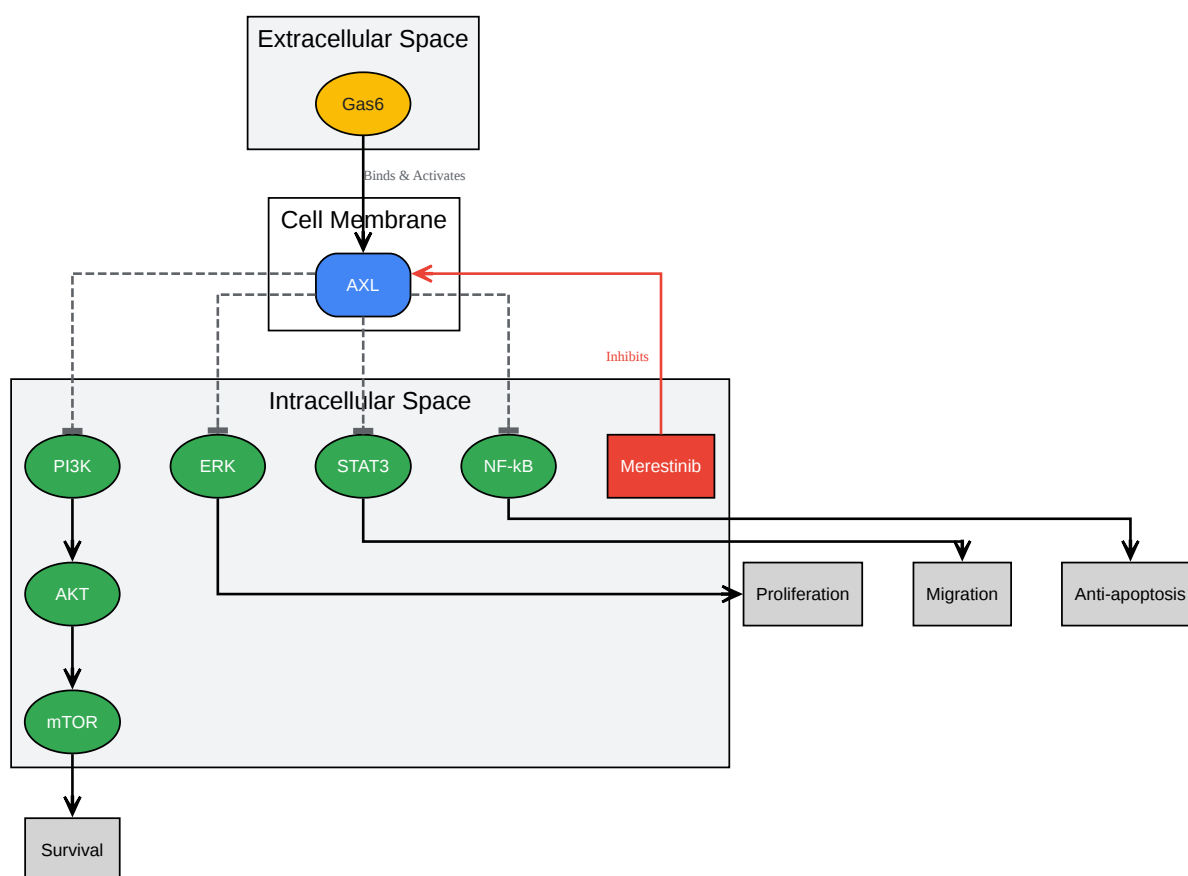 Extracellular Space
Gas6
Binds & Activates
Cell Membrane
AXL
Inhibits
Intracellular Space
PI3K
ERK
STAT3
NF-kB
Merestinib
AKT
Proliferation
Migration
Anti-apoptosis
mTOR
Survival